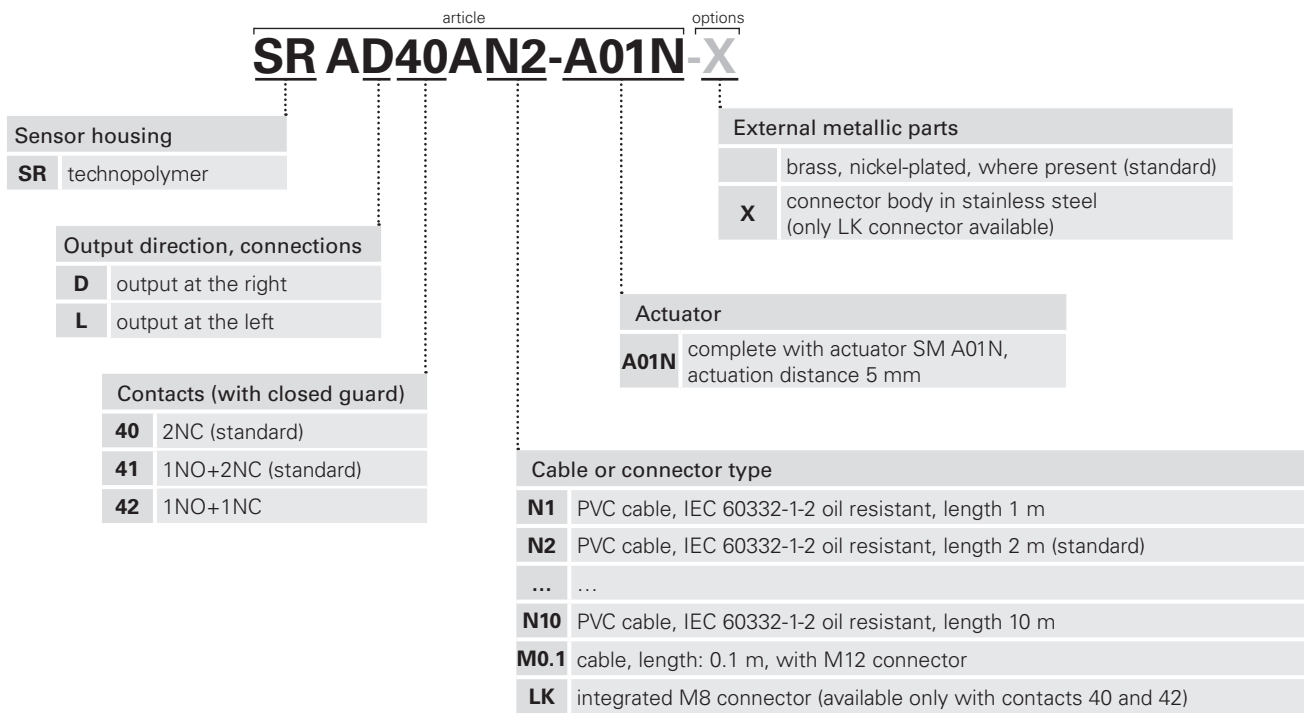 article
options
SR AD40AN2-A01N-X
Sensor housing
SR technopolymer
Output direction, connections
D output at the right
L output at the left
Contacts (with closed guard)
40 2NC (standard)
41 1NO+2NC (standard)
42 1NO+1NC
External metallic parts
brass, nickel-plated, where present (standard)
X connector body in stainless steel
(only LK connector available)
Actuator
A01N complete with actuator SM A01N,
actuation distance 5 mm
Cable or connector type
N1 PVC cable, IEC 60332-1-2 oil resistant, length 1 m
N2 PVC cable, IEC 60332-1-2 oil resistant, length 2 m (standard)
... ...
N10 PVC cable, IEC 60332-1-2 oil resistant, length 10 m
M0.1 cable, length: 0.1 m, with M12 connector
LK integrated M8 connector (available only with contacts 40 and 42)